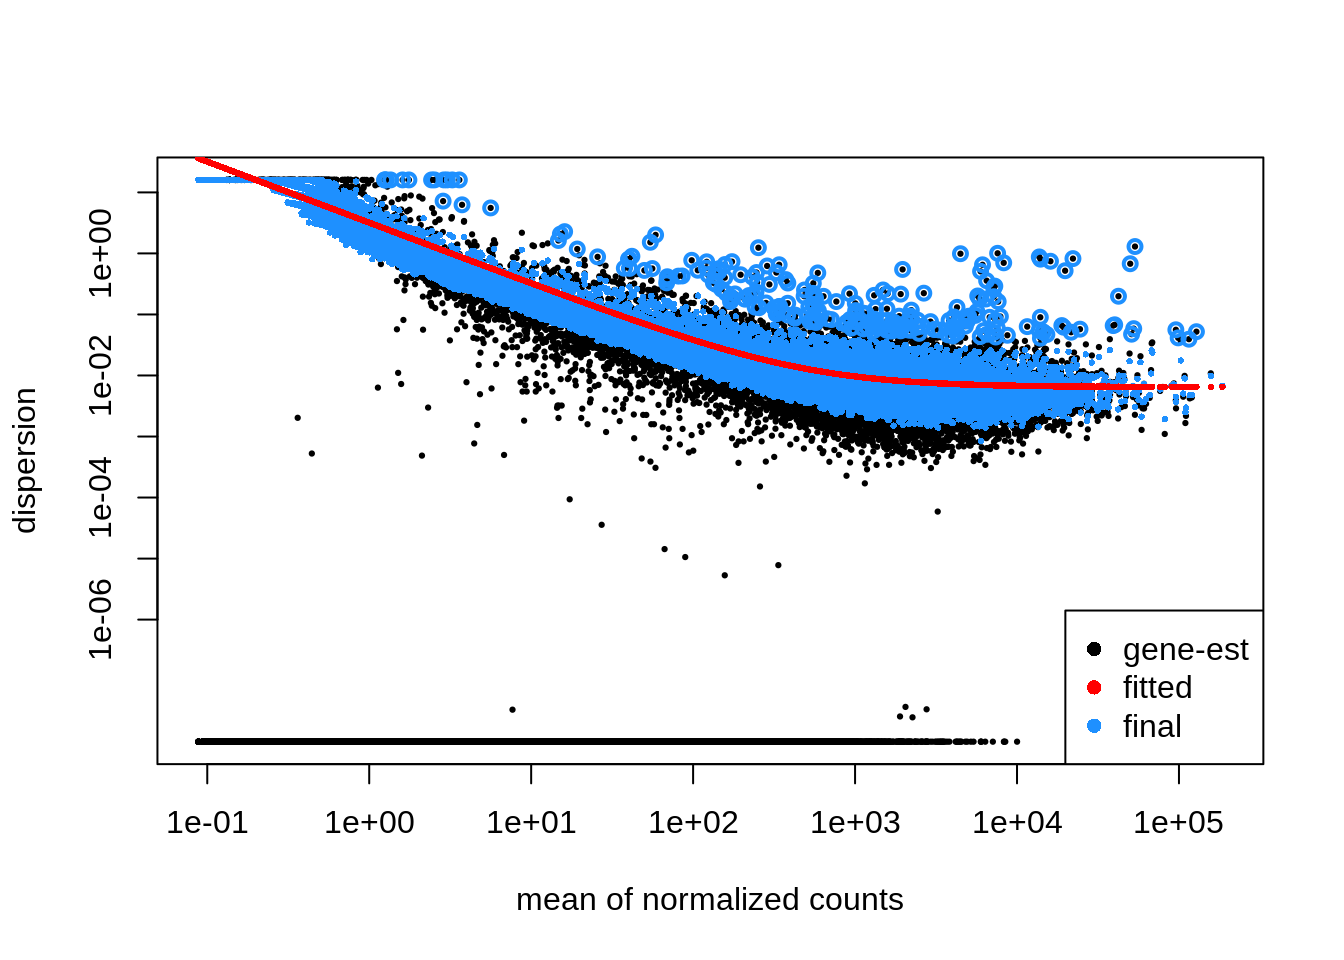 dispersion
1e+00
1e-02
1e-04
1e-06
gene-est
fitted
final
1e-01 1e+00 1e+01 1e+02 1e+03 1e+04 1e+05
mean of normalized counts